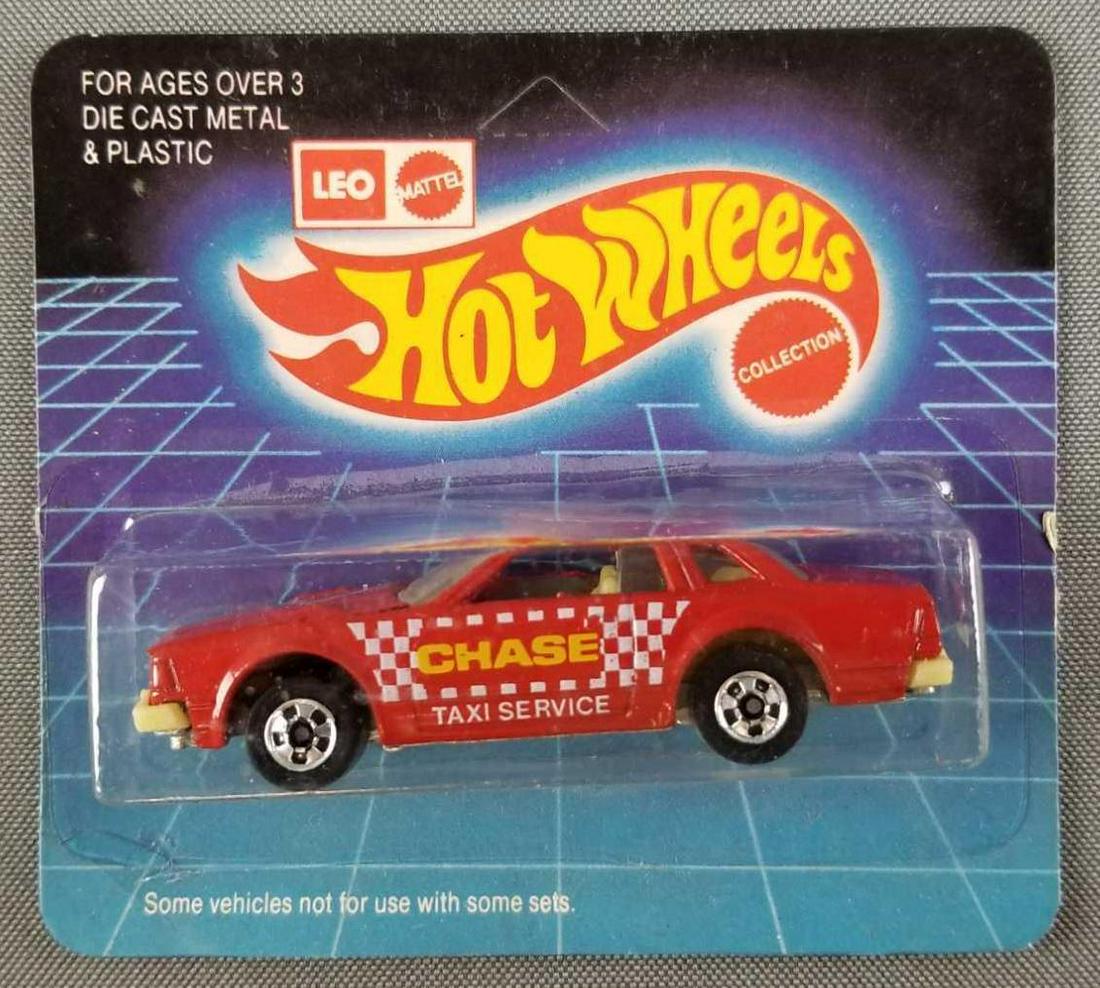 FOR AGES OVER 3
DIE CAST METAL
& PLASTIC
LEO
MATTEL
Hot Wheels
COLLECTION
CHASE
TAXI SERVICE
Some vehicles not for use with some sets.